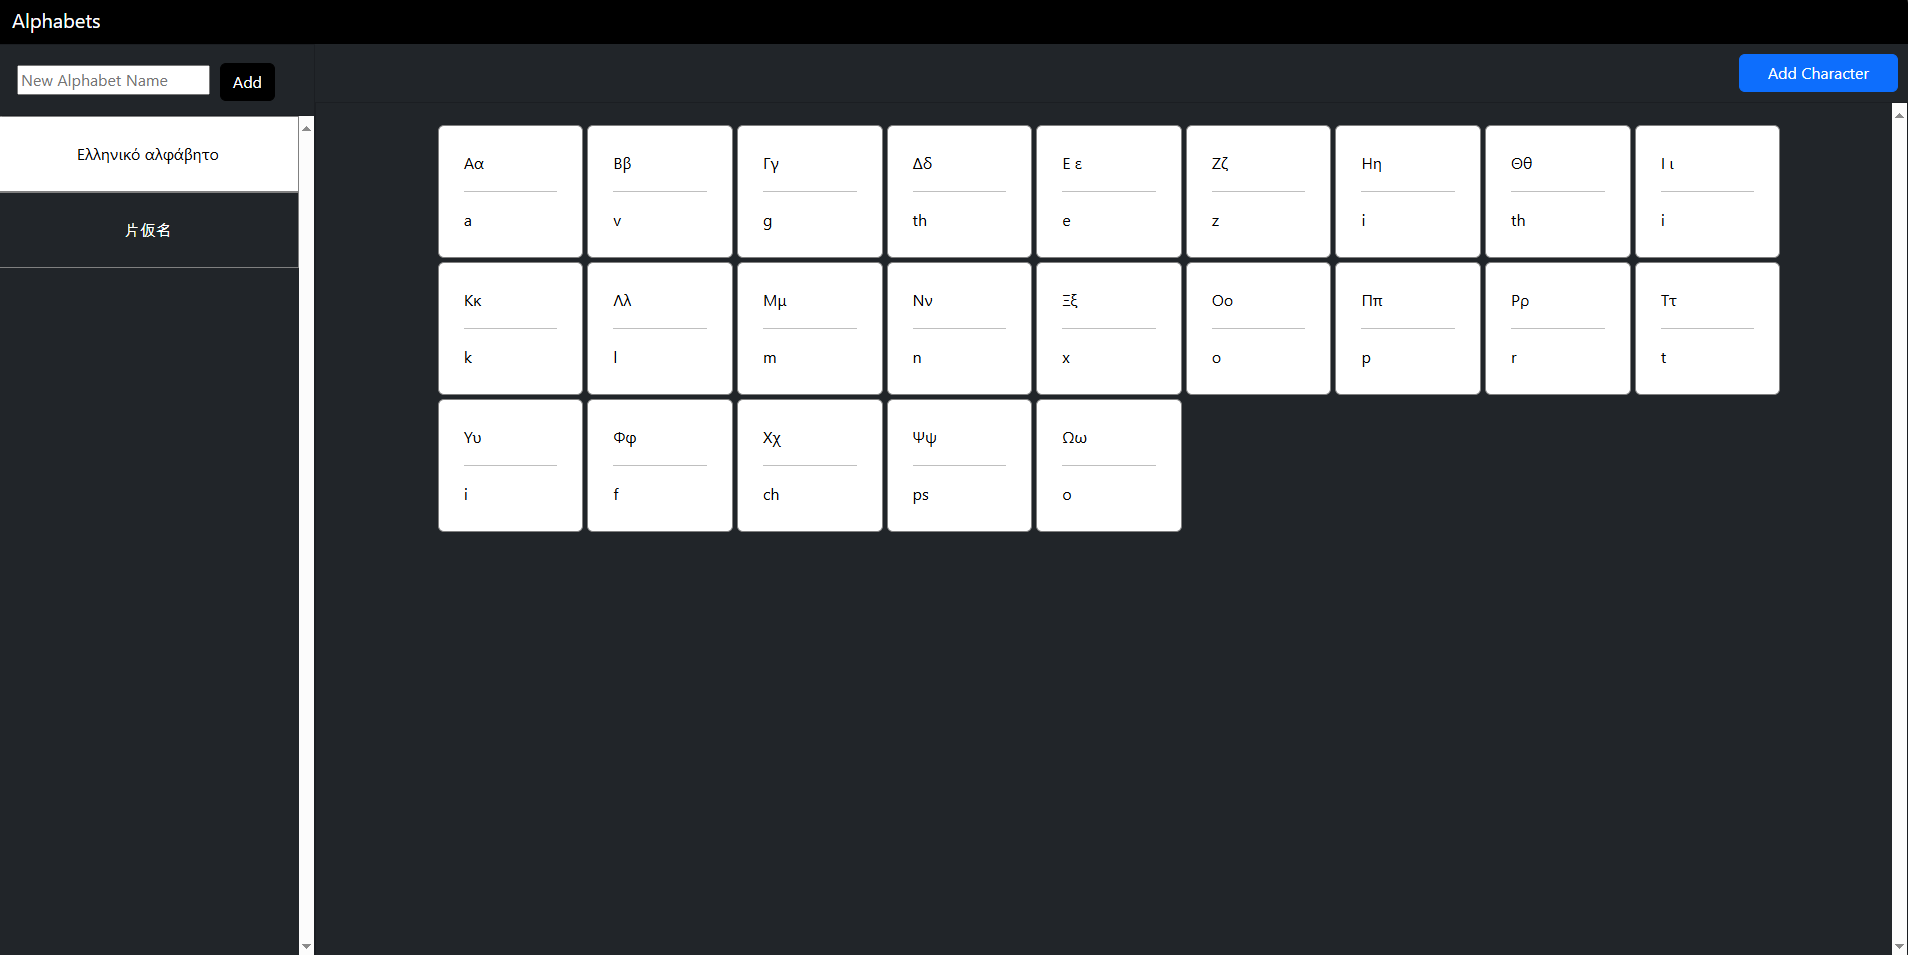 Alphabets
New Alphabet Name Add
Add Character
Ελληνικό αλφάβητο
片仮名
Αα Ββ Γγ Δδ Ε ε Ζζ Ηη Θθ Ι ι
a v g th e z i th i
Κκ Λλ Μμ Νν Ξξ Οο Ππ Ρρ Ττ
k l m n x o p r t
Υυ Φφ Χχ Ψψ Ωω
i f ch ps o